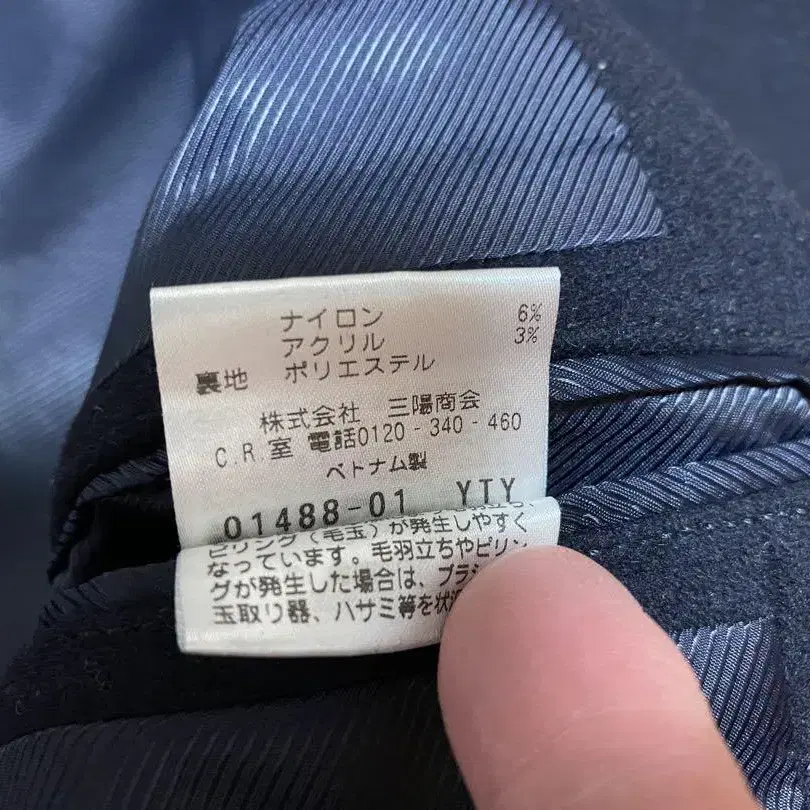 ナイロン 6%
アクリル 3%
裏地 ポリエステル
株式会社 三陽商会
C.R室 電話0120-340-460
ベトナム製
01488-01 YTY
ピリング(毛玉)が発生しやすく
なっています。毛羽立ちやピリン
グが発生した場合は、ブラシ
玉取り器、ハサミ等を状